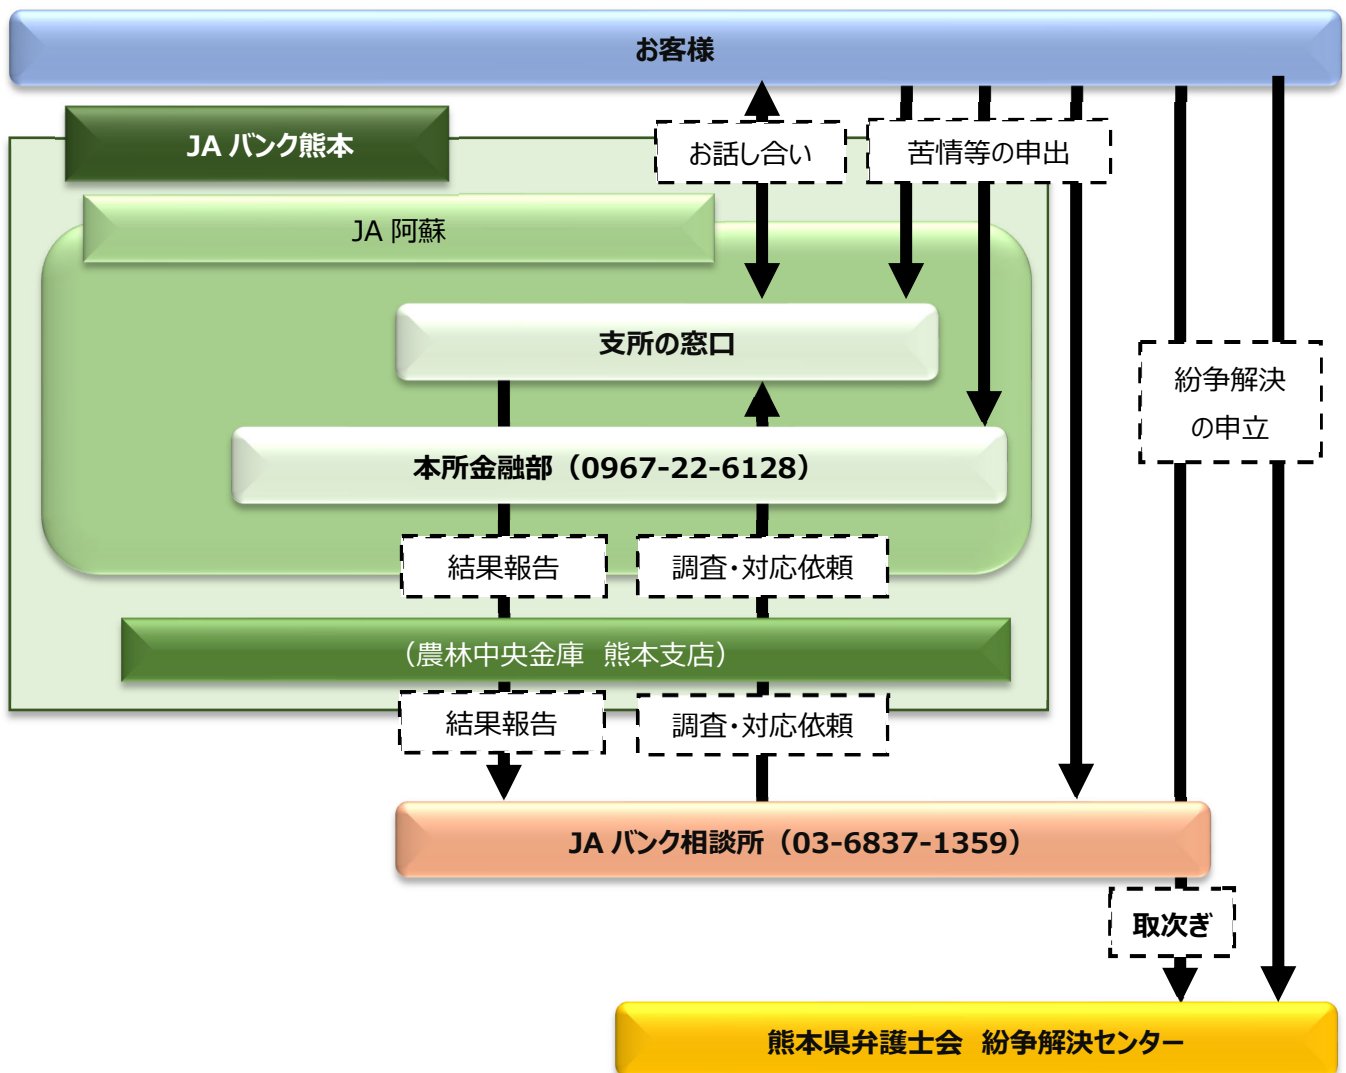 お客様
JA バンク熊本
お話し合い
苦情等の申出
JA 阿蘇
支所の窓口
紛争解決
の申立
本所金融部（0967-22-6128）
結果報告
調査・対応依頼
（農林中央金庫　熊本支店）
結果報告
調査・対応依頼
JA バンク相談所（03-6837-1359）
取次ぎ
熊本県弁護士会　紛争解決センター